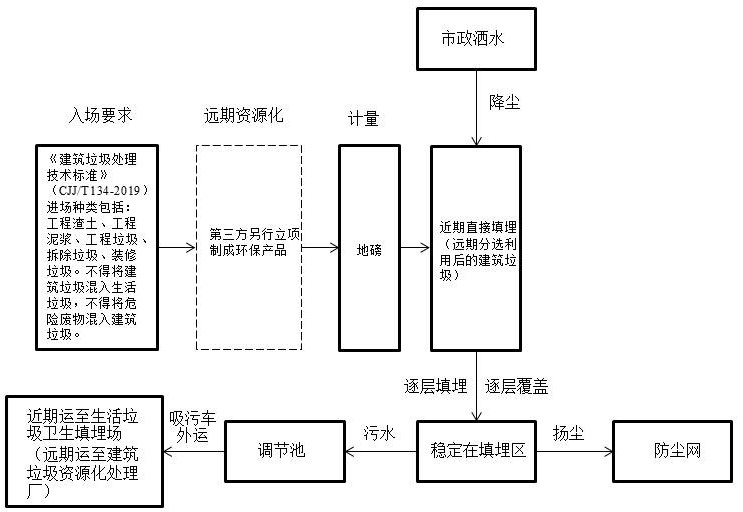 市政洒水
降尘
入场要求
远期资源化
计量
《建筑垃圾处理
技术标准》
（CJJ/T134-2019）
进场种类包括：
工程渣土、工程
泥浆、工程垃圾、
拆除垃圾、装修
垃圾。不得将建
筑垃圾混入生活
垃圾，不得将危
险废物混入建筑
垃圾。
第三方另行立项
制成环保产品
地磅
近期直接填埋
（远期分选利
用后的建筑垃
圾）
逐层填埋
逐层覆盖
近期运至生活垃
圾卫生填埋场
（远期运至建筑
垃圾资源化处理
厂）
吸污车
外运
调节池
污水
稳定在填埋区
扬尘
防尘网